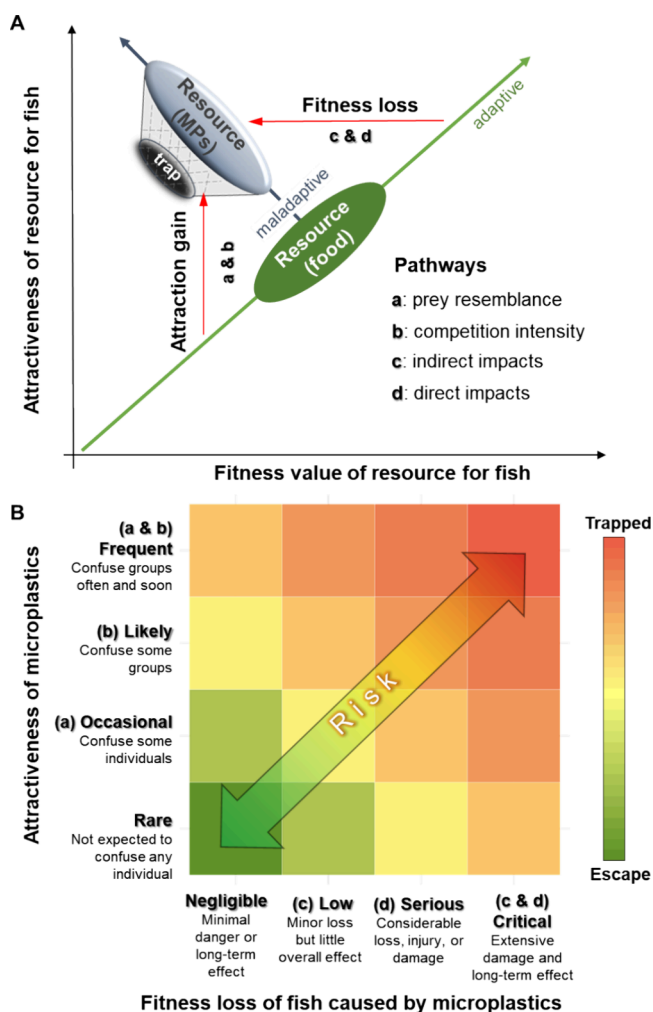 A
Attractiveness of resource for fish
Resource
(MPs)
trap
Fitness loss
c & d
adaptive
maladaptive
Attraction gain
a & b
Resource
(food)
Pathways
a: prey resemblance
b: competition intensity
c: indirect impacts
d: direct impacts
Fitness value of resource for fish
B
Attractiveness of microplastics
(a & b)
Frequent
Confuse groups
often and soon
(b) Likely
Confuse some
groups
(a) Occasional
Confuse some
individuals
Rare
Not expected to
confuse any
individual
Risk
Trapped
Escape
Negligible
Minimal
danger or
long-term
effect
(c) Low
Minor loss
but little
overall effect
(d) Serious
Considerable
loss, injury, or
damage
(c & d)
Critical
Extensive
damage and
long-term effect
Fitness loss of fish caused by microplastics